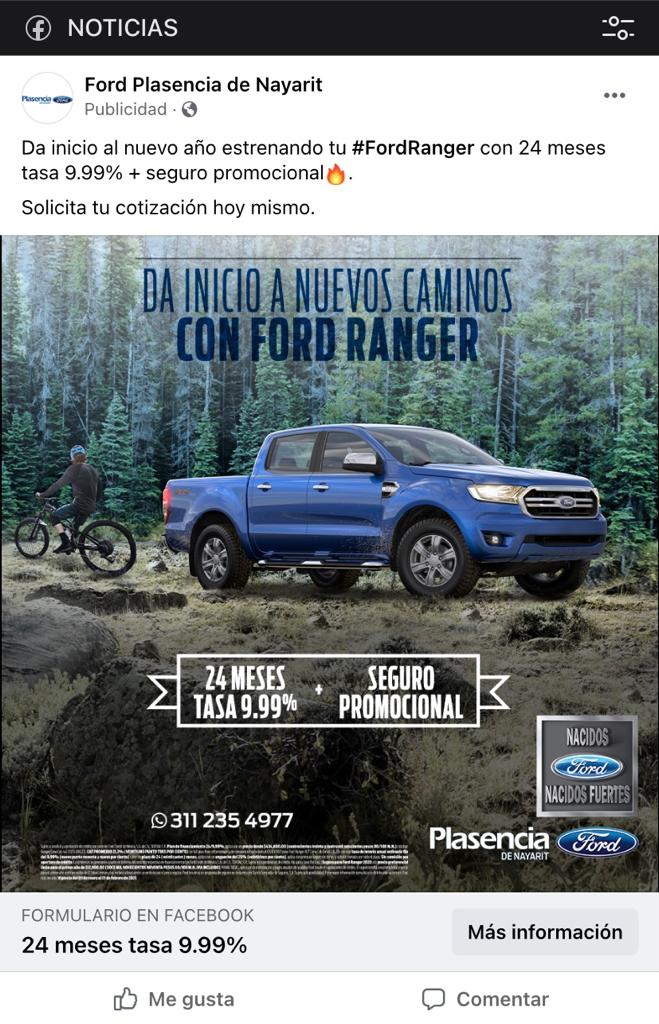 NOTICIAS
Plasencia Ford
Ford Plasencia de Nayarit
Publicidad ·
Da inicio al nuevo año estrenando tu #FordRanger con 24 meses
tasa 9.99% + seguro promocional🔥.
Solicita tu cotización hoy mismo.
DA INICIO A NUEVOS CAMINOS
CON FORD RANGER
24 MESES
TASA 9.99%
+
SEGURO
PROMOCIONAL
NACIDOS
Ford
NACIDOS FUERTES
311 235 4977
Plasencia
DE NAYARIT
Ford
FORMULARIO EN FACEBOOK
24 meses tasa 9.99%
Más información
Me gusta
Comentar